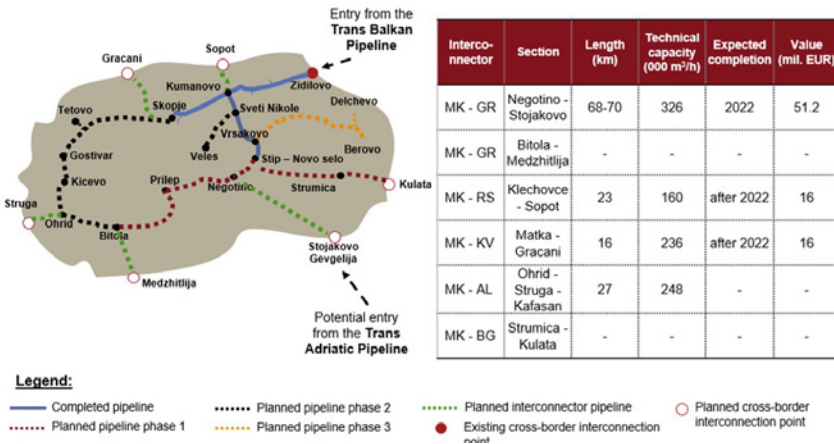 Entry from the
Trans Balkan
Pipeline
Gracani
Sopot
Zidilovo
Kumanovo
Skopje
Tetovo
Sveti Nikole
Delchevo
Vrsakovo
Gostivar
Veles
Berovo
Stip – Novo selo
Kicevo
Prilep
Negotino
Strumica
Kulata
Struga
Ohrid
Bitola
Stojakovo
Gevgelija
Medzhitlija
Potential entry
from the Trans
Adriatic Pipeline
Interco-
nnector
Section
Length
(km)
Technical
capacity
(000 m³/h)
Expected
completion
Value
(mil. EUR)
MK - GR
Negotino -
Stojakovo
68-70
326
2022
51.2
MK - GR
Bitola -
Medzhitlija
-
-
-
-
MK - RS
Klechovce
- Sopot
23
160
after 2022
16
MK - KV
Matka -
Gracani
16
236
after 2022
16
MK - AL
Ohrid -
Struga -
Kafasan
27
248
-
-
MK - BG
Strumica -
Kulata
-
-
-
-
Legend:
Completed pipeline
Planned pipeline phase 1
Planned pipeline phase 2
Planned pipeline phase 3
Planned interconnector pipeline
Existing cross-border interconnection
point
Planned cross-border
interconnection point